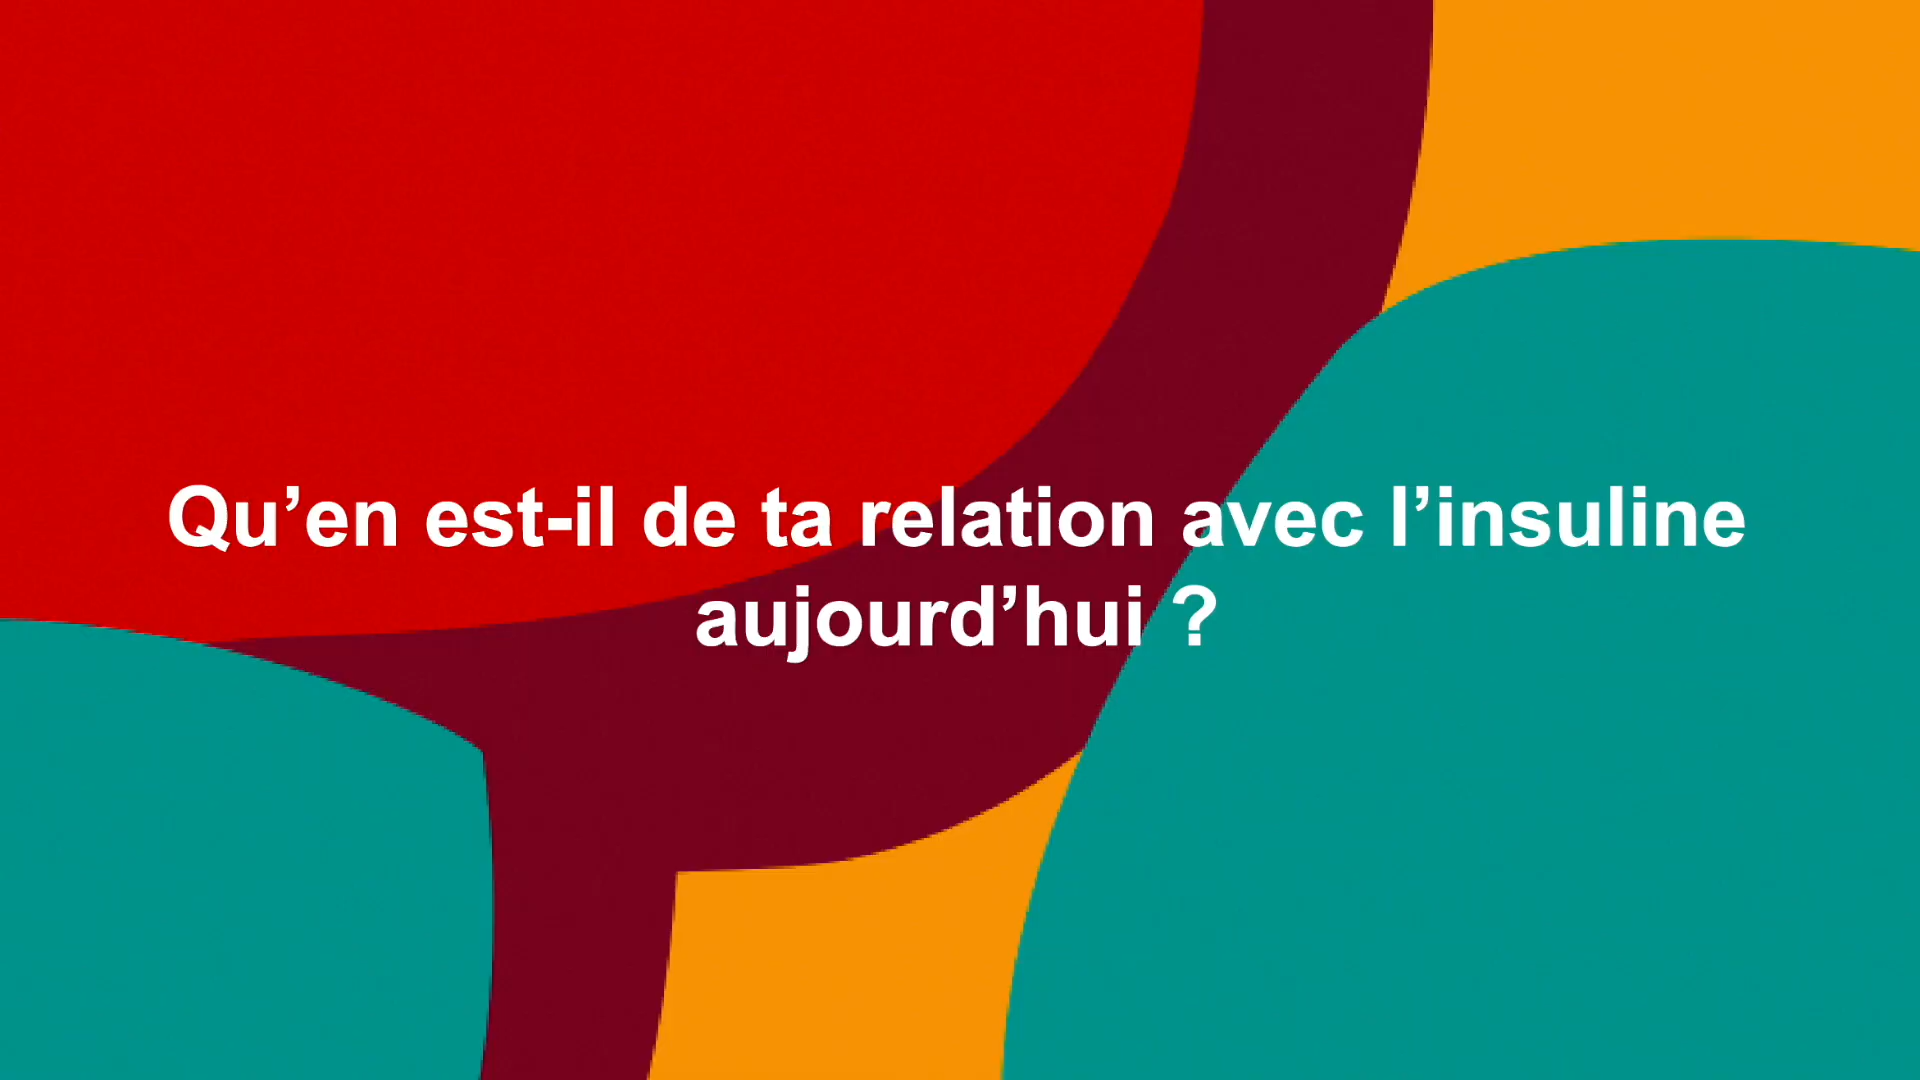 Qu’en est-il de ta relation avec l’insuline
aujourd’hui ?